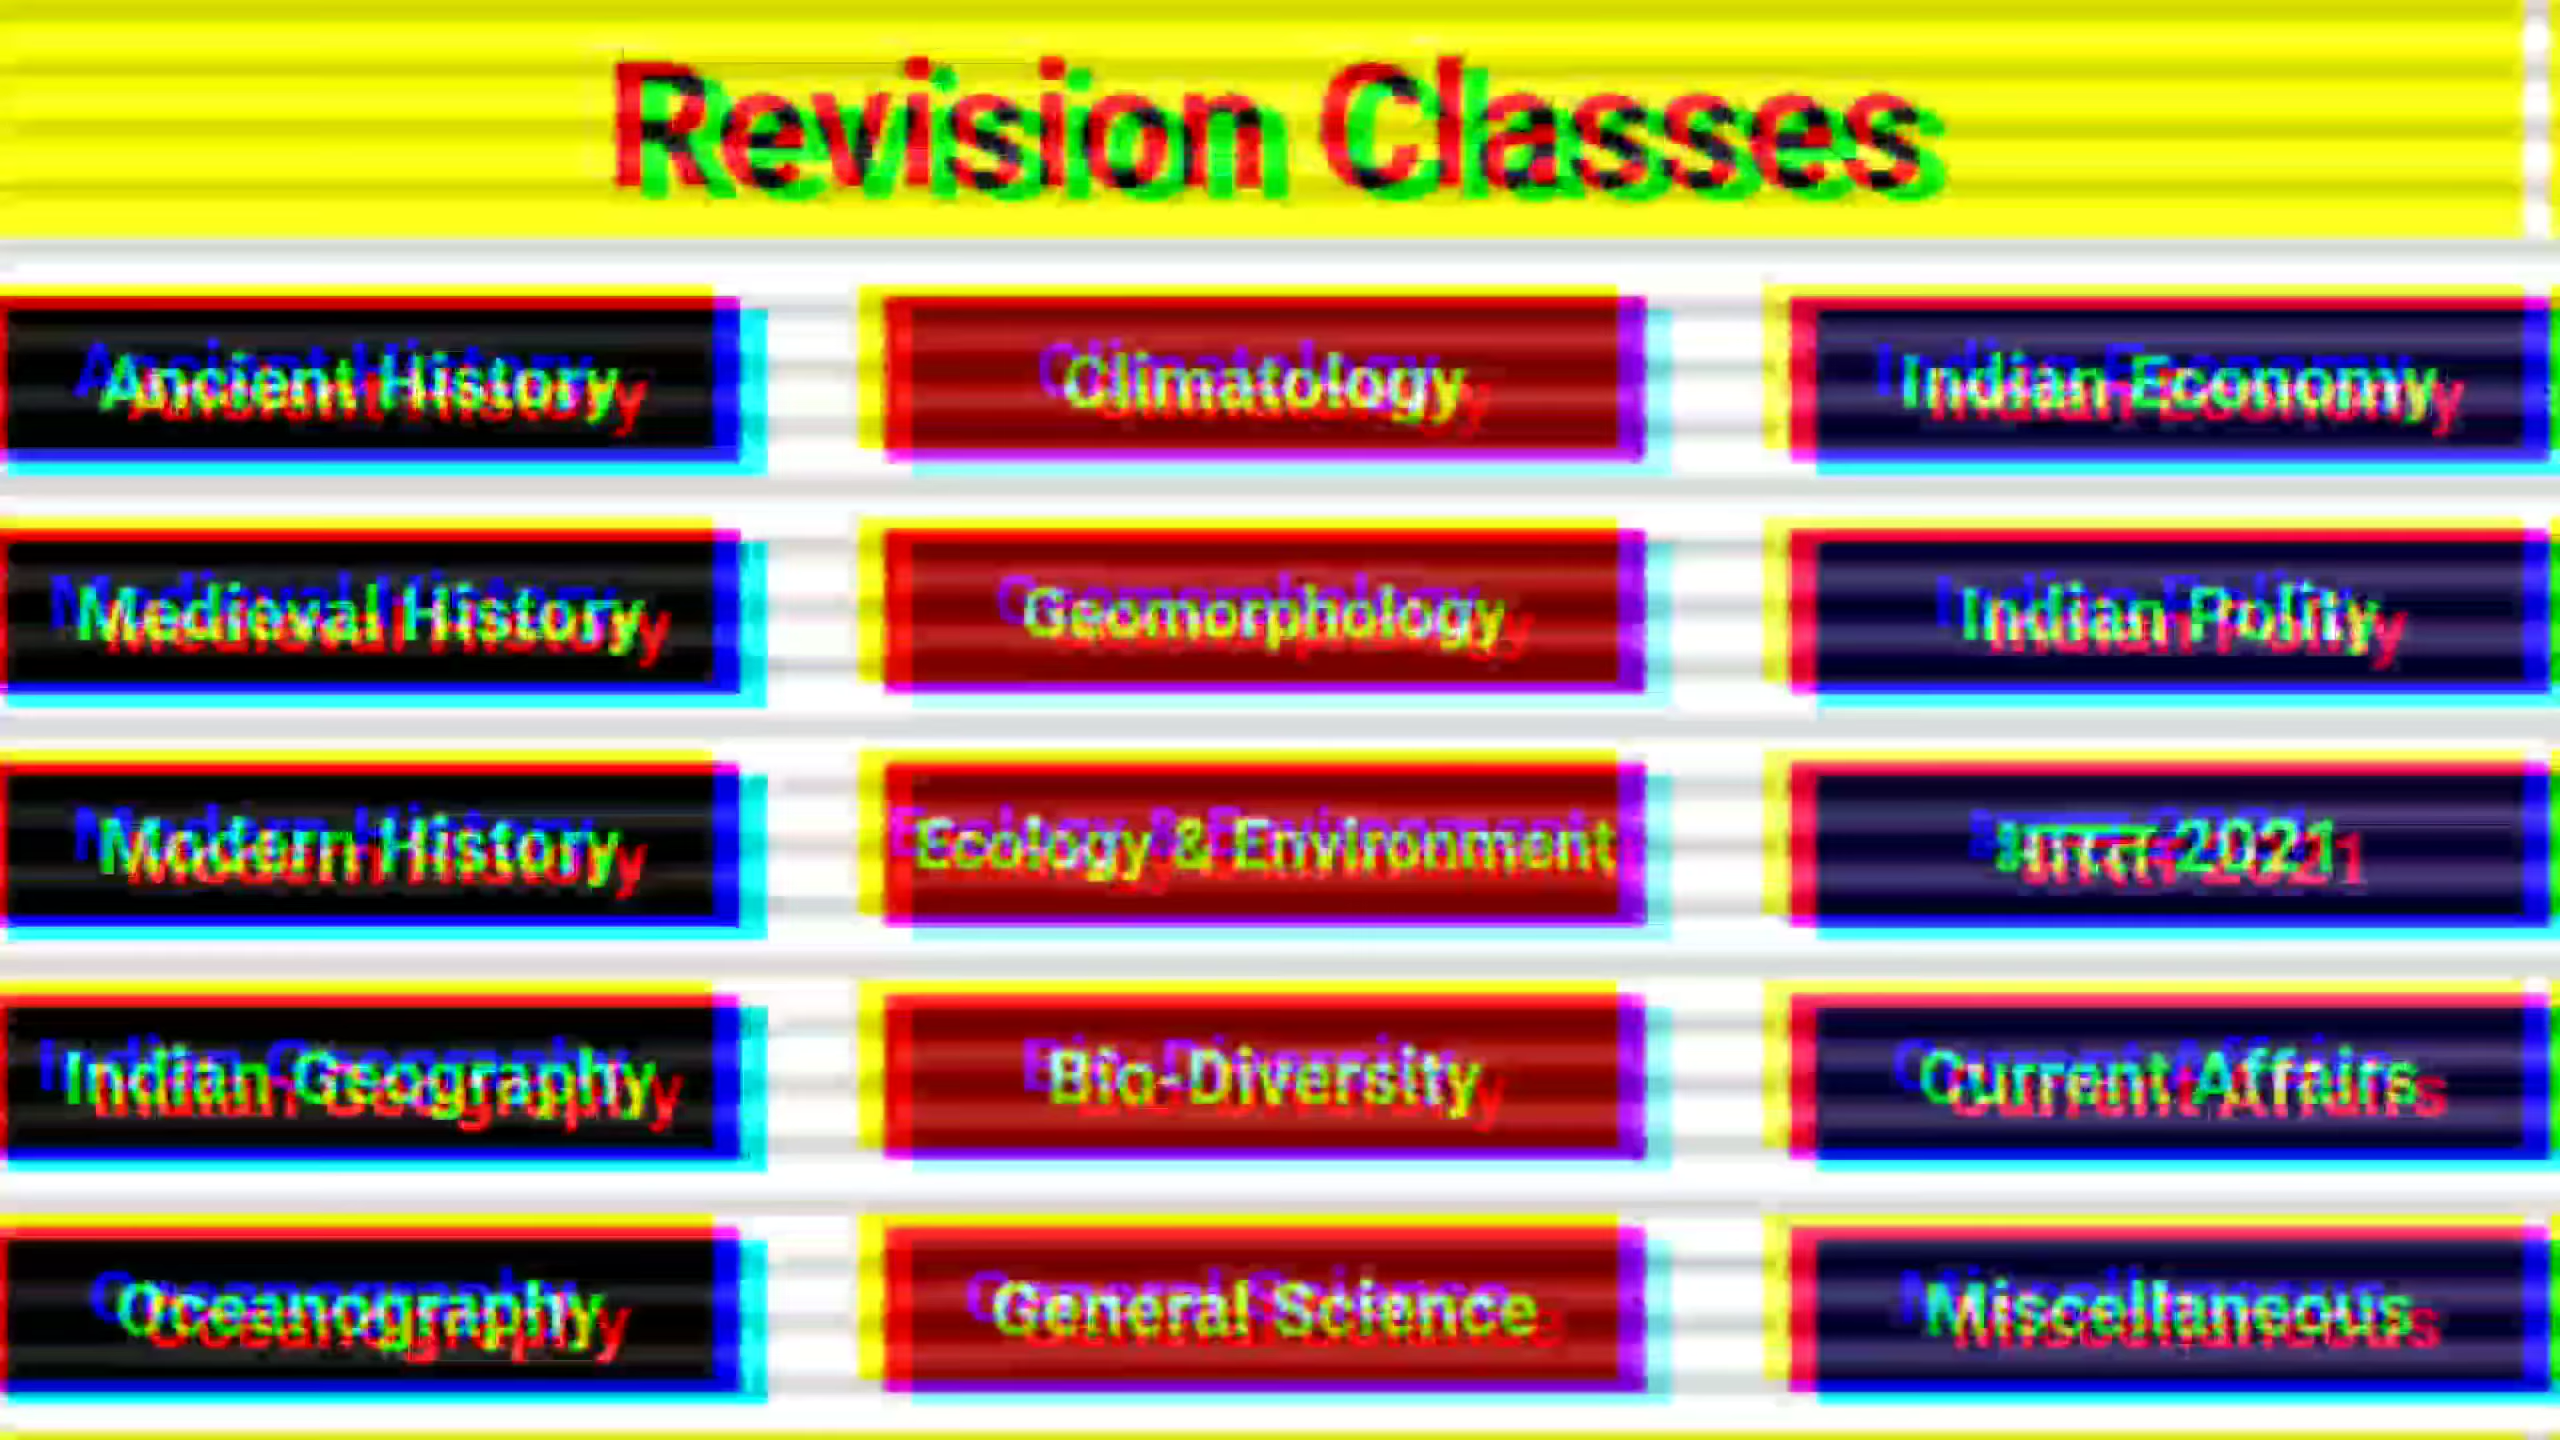 Revision Classes
Ancient History
Climatology
Indian Economy
Medieval History
Geomorphology
Indian Polity
Modern History
Ecology & Environment
भारत 2021
Indian Geography
Bio-Diversity
Current Affairs
Oceanography
General Science
Miscellaneous